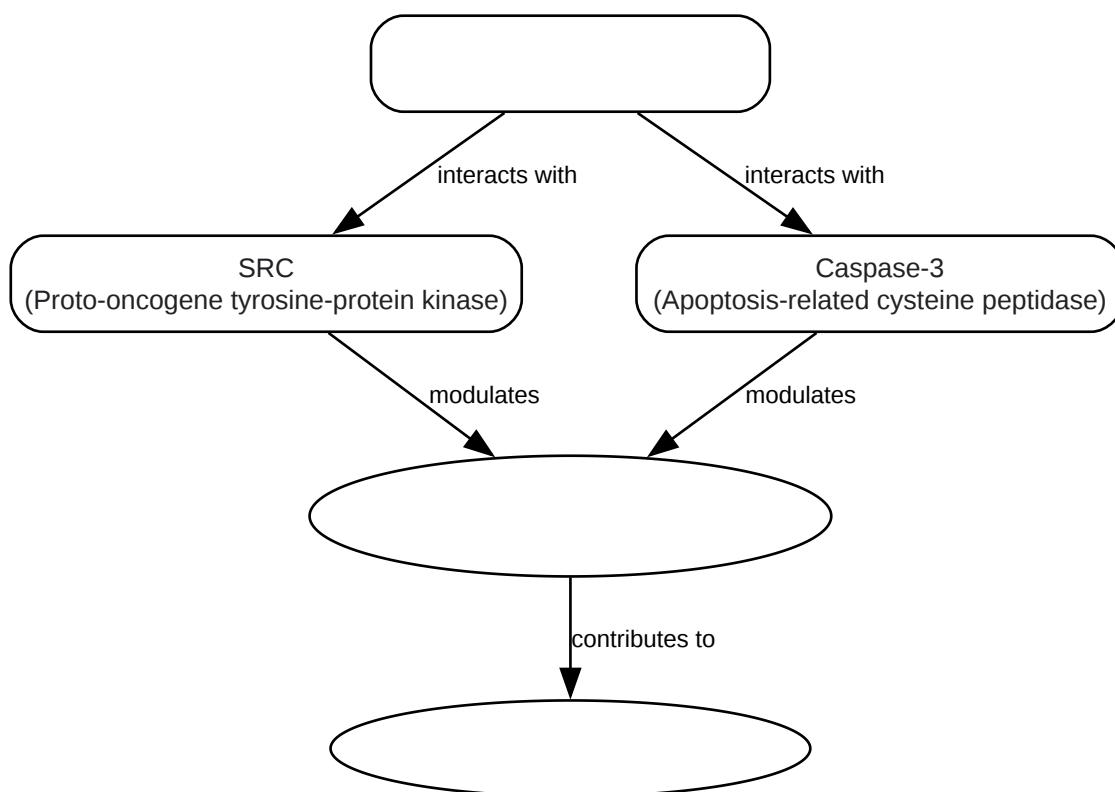 interacts with
interacts with
SRC
(Proto-oncogene tyrosine-protein kinase)
Caspase-3
(Apoptosis-related cysteine peptidase)
modulates
modulates
contributes to